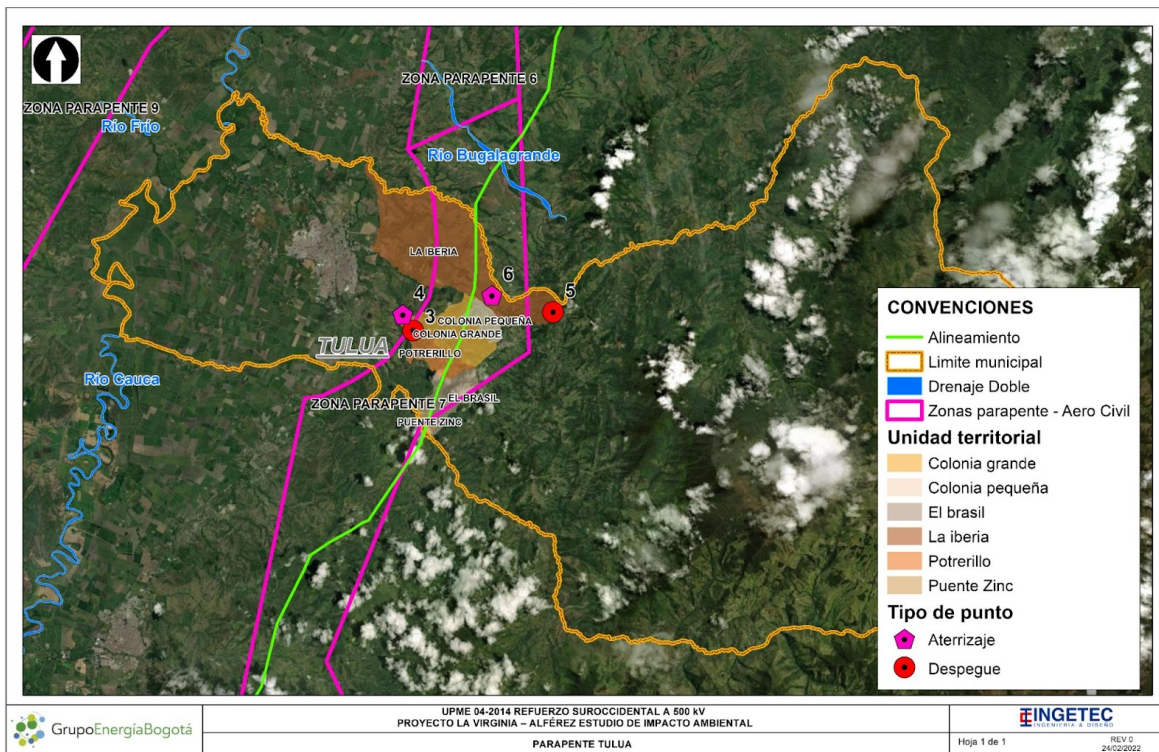 ZONA PARAPENTE 6
ZONA PARAPENTE 9
Río Frío
Río Bugalagrande
LA IBERIA
6
4
5
3
COLONIA PEQUEÑA
COLONIA GRANDE
TULUA
POTRERILLO
Río Cauca
EL BRASIL
ZONA PARAPENTE 7
PUENTE ZINC
CONVENCIONES
Alineamiento
Limite municipal
Drenaje Doble
Zonas parapente - Aero Civil
Unidad territorial
Colonia grande
Colonia pequeña
El brasil
La iberia
Potrerillo
Puente Zinc
Tipo de punto
Aterrizaje
Despegue
GrupoEnergíaBogotá
UPME 04-2014 REFUERZO SUROCCIDENTAL A 500 kV
PROYECTO LA VIRGINIA – ALFÉREZ ESTUDIO DE IMPACTO AMBIENTAL
PARAPENTE TULUA
INGETEC
INGENIERÍA & DISEÑO
Hoja 1 de 1
REV 0
24/02/2022